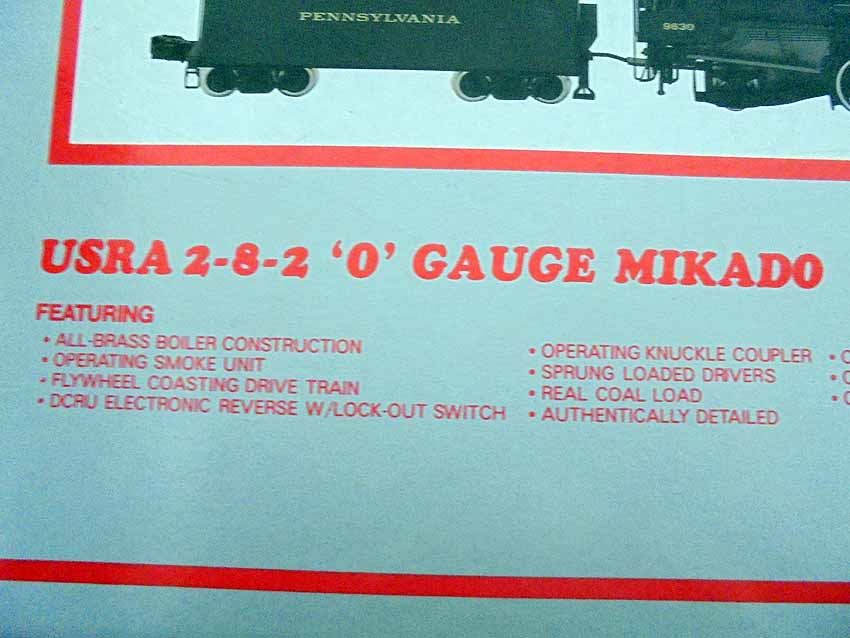 PENNSYLVANIA
9630
USRA 2-8-2 'O' GAUGE MIKADO
FEATURING
• ALL-BRASS BOILER CONSTRUCTION
• OPERATING SMOKE UNIT
• FLYWHEEL COASTING DRIVE TRAIN
• DCRU ELECTRONIC REVERSE W/LOCK-OUT SWITCH
• OPERATING KNUCKLE COUPLER
• SPRUNG LOADED DRIVERS
• REAL COAL LOAD
• AUTHENTICALLY DETAILED